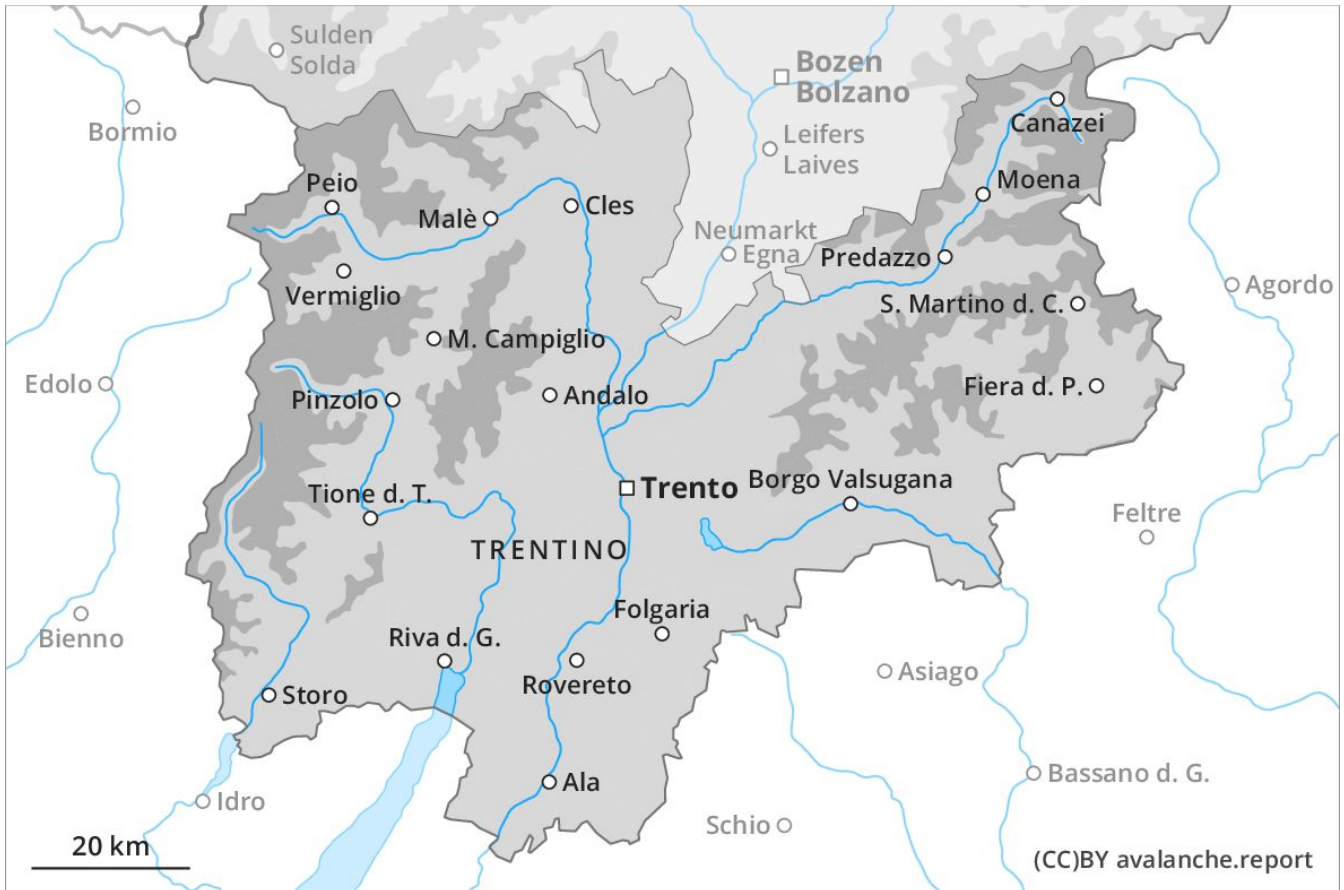 Sulden
Solda
Bozen
Bolzano
Bormio
Canazei
Leifers
Laives
Peio
Moena
Malè
Cles
Neumarkt
Egna
Predazzo
Vermiglio
S. Martino d. C.
Agordo
M. Campiglio
Edolo
Pinzolo
Andalo
Fiera d. P.
Trento
Borgo Valsugana
Tione d. T.
Feltre
TRENTINO
Folgaria
Bienno
Riva d. G.
Asiago
Rovereto
Storo
Bassano d. G.
Ala
Idro
Schio
20 km
(CC)BY avalanche.report